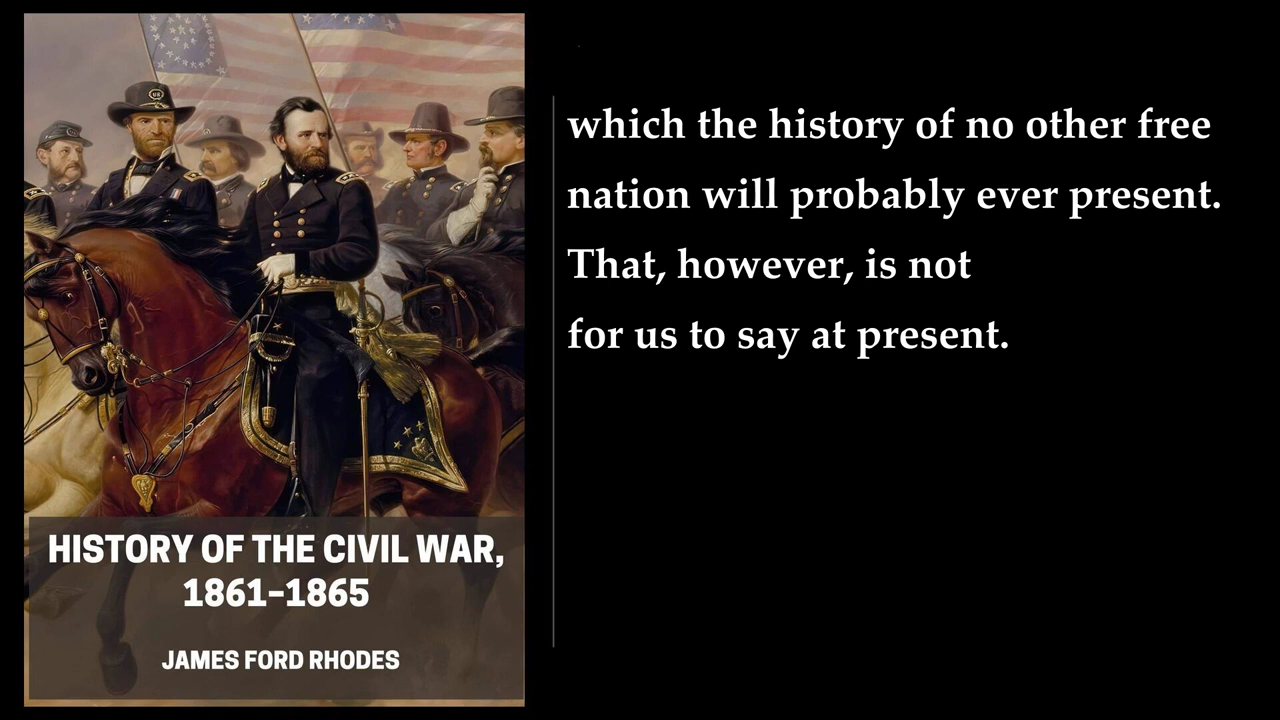 HISTORY OF THE CIVIL WAR,
1861–1865
JAMES FORD RHODES
which the history of no other free
nation will probably ever present.
That, however, is not
for us to say at present.